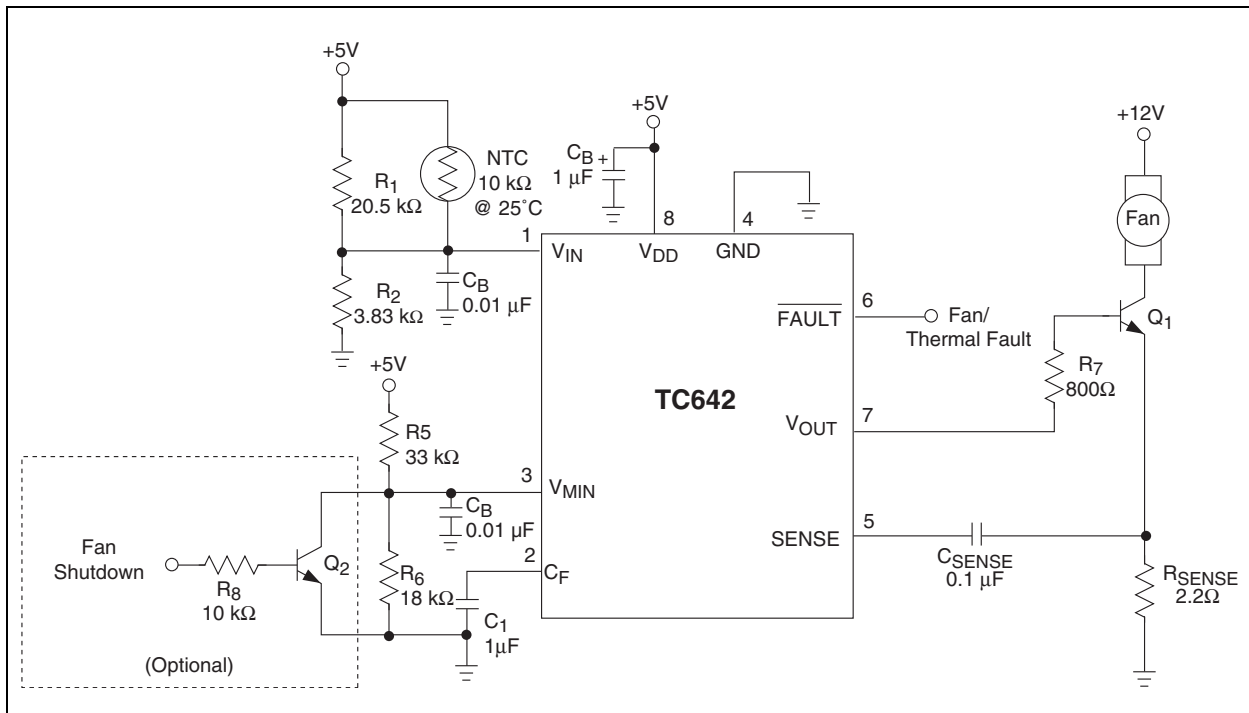 +5V
R1
20.5 kΩ
NTC
10 kΩ
@ 25˚C
R2
3.83 kΩ
CB
0.01 µF
1
VIN
+5V
CB +
1 µF
8
VDD
4
GND
+12V
Fan
Q1
6
FAULT
Fan/
Thermal Fault
R7
800Ω
TC642
7
VOUT
+5V
R5
33 kΩ
3
VMIN
CB
0.01 µF
5
SENSE
CSENSE
0.1 µF
RSENSE
2.2Ω
Fan
Shutdown
R8
10 kΩ
Q2
R6
18 kΩ
2
CF
C1
1µF
(Optional)